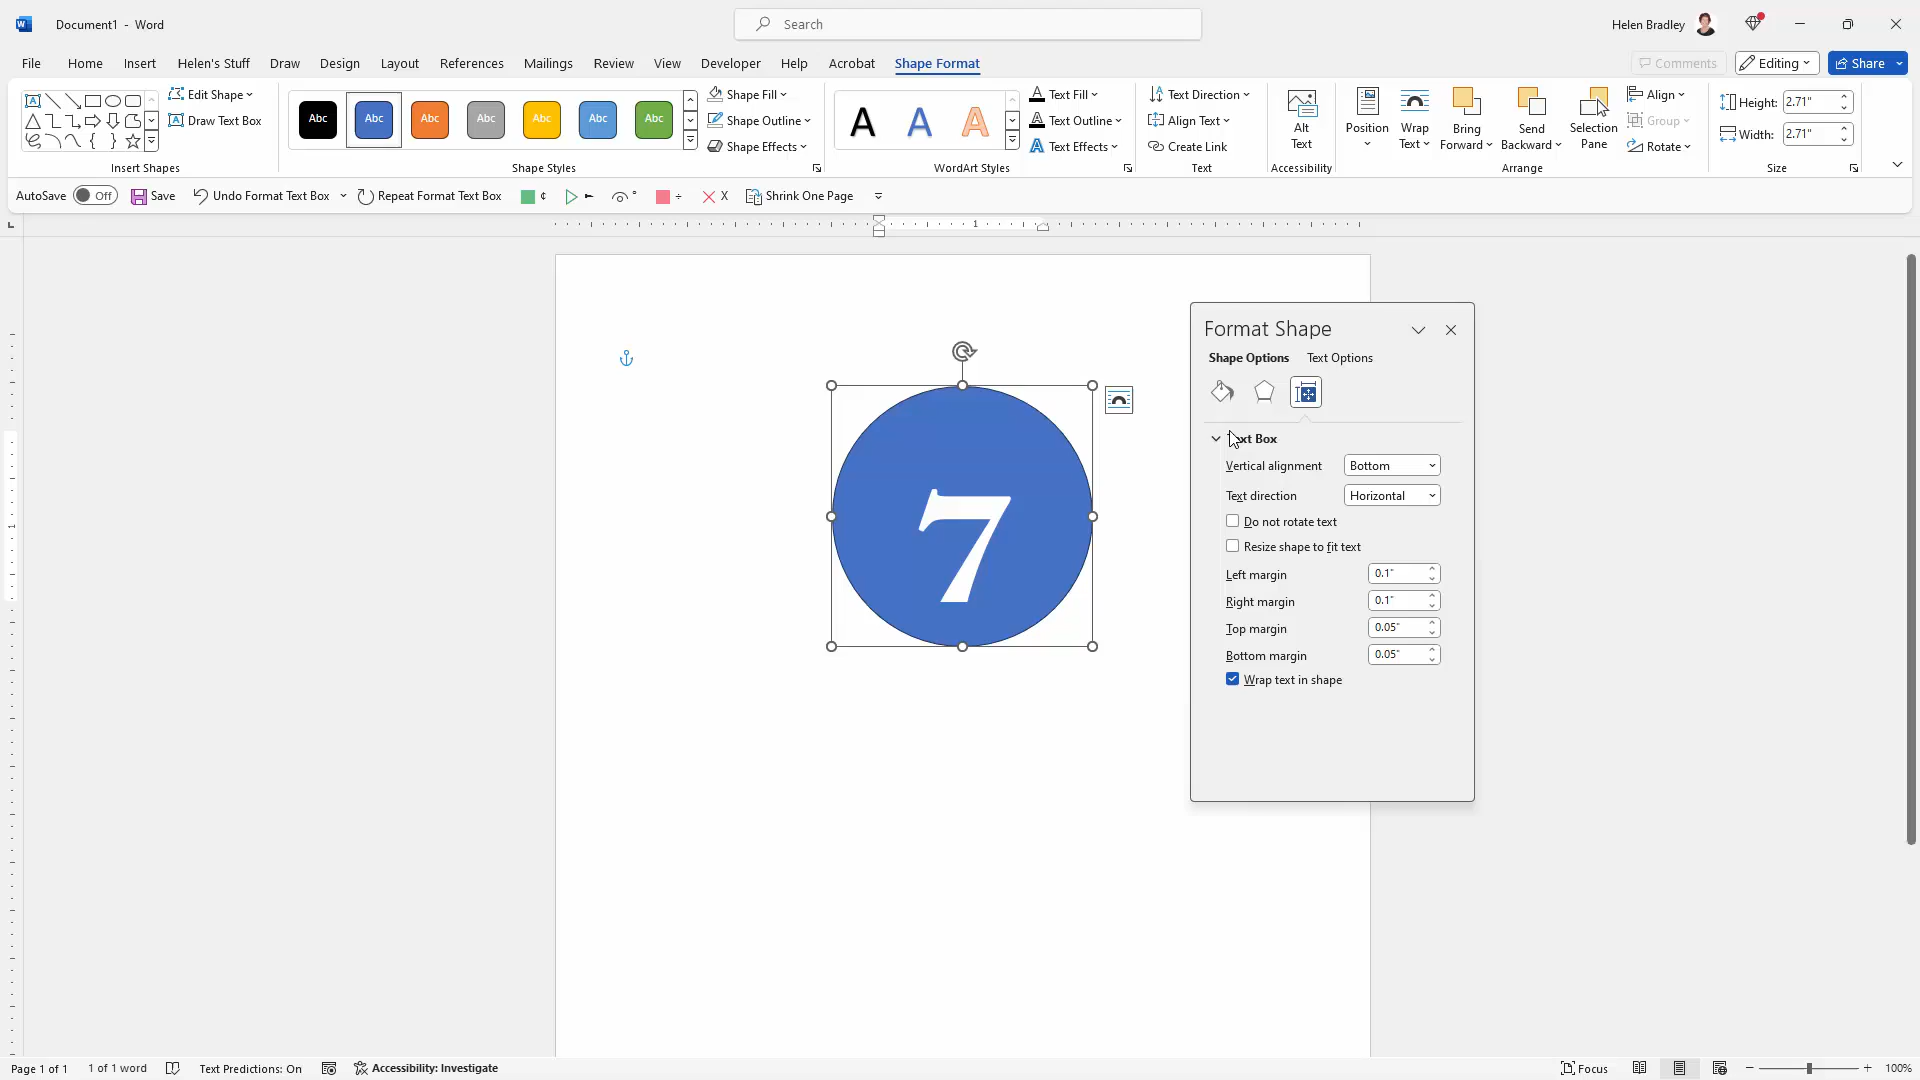 Document1 - Word
Search
Helen Bradley
File Home Insert Helen's Stuff Draw Design Layout References Mailings Review View Developer Help Acrobat Shape Format
Comments Editing Share
Edit Shape
Draw Text Box
Insert Shapes
Abc Abc Abc Abc Abc Abc Abc
Shape Fill
Shape Outline
Shape Effects
Shape Styles
A A A
Text Fill
Text Outline
Text Effects
WordArt Styles
Text Direction
Align Text
Create Link
Text
Alt Text
Accessibility
Position
Wrap Text
Bring Forward
Send Backward
Selection Pane
Align
Group
Rotate
Arrange
Height: 2.71"
Width: 2.71"
Size
AutoSave Off Save Undo Format Text Box Repeat Format Text Box ¢ ° ÷ X Shrink One Page
1
1
7
Format Shape
Shape Options Text Options
Box
Vertical alignment Bottom
Text direction Horizontal
Do not rotate text
Resize shape to fit text
Left margin 0.1"
Right margin 0.1"
Top margin 0.05"
Bottom margin 0.05"
Wrap text in shape
Page 1 of 1 1 of 1 word Text Predictions: On Accessibility: Investigate Focus 100%